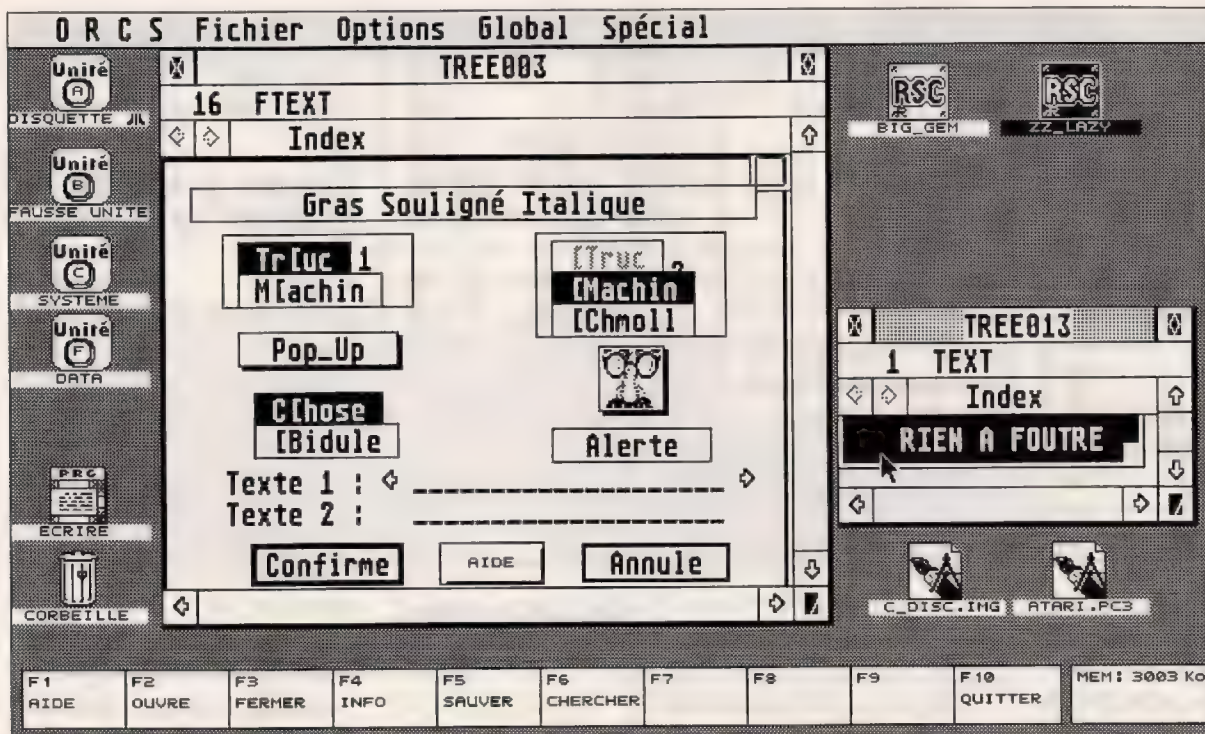 O R C S Fichier Options Global Spécial
Unité
A
DISQUETTE
Unité
B
FAUSSE UNITE
Unité
C
SYSTEME
Unité
F
DATA
PRG
ECRIRE
CORBEILLE
TREE003
16 FTEXT
Index
Gras Souligné Italique
Tr[uc 1
M[achin
[Truc 2
[Machin
[Chmoll
Pop_Up
C[hose
[Bidule
Alerte
Texte 1 :
Texte 2 :
Confirme AIDE Annule
RSC
BIG_GEM
RSC
ZZ_LAZY
TREE013
1 TEXT
Index
RIEN A FOUTRE
C_DISC.IMG
ATARI.PC3
F1 F2 F3 F4 F5 F6 F7 F8 F9 F10 MEM: 3003 Ko
AIDE OUVRE FERMER INFO SAUVER CHERCHER QUITTER